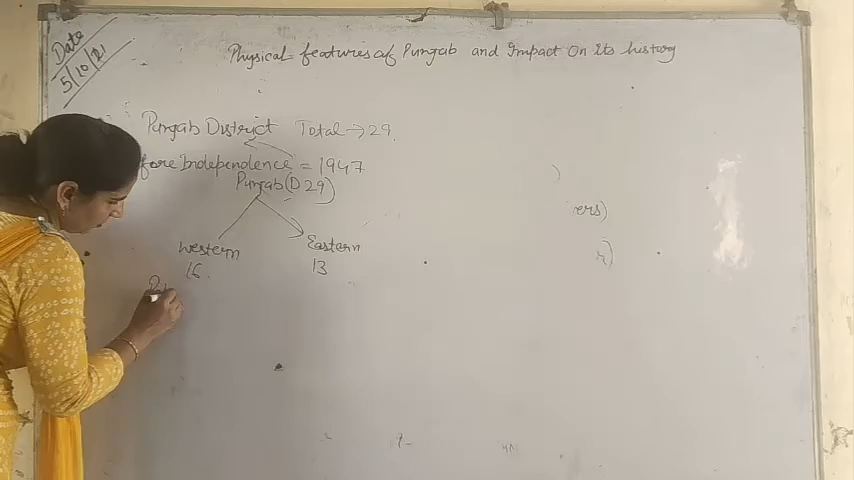 Date
5/10/21
Physical features of Punjab and Impact On its history
Punjab District Total → 29.
fore Independence = 1947
Punjab (D 29)
Western
Eastern
16
13
ers)